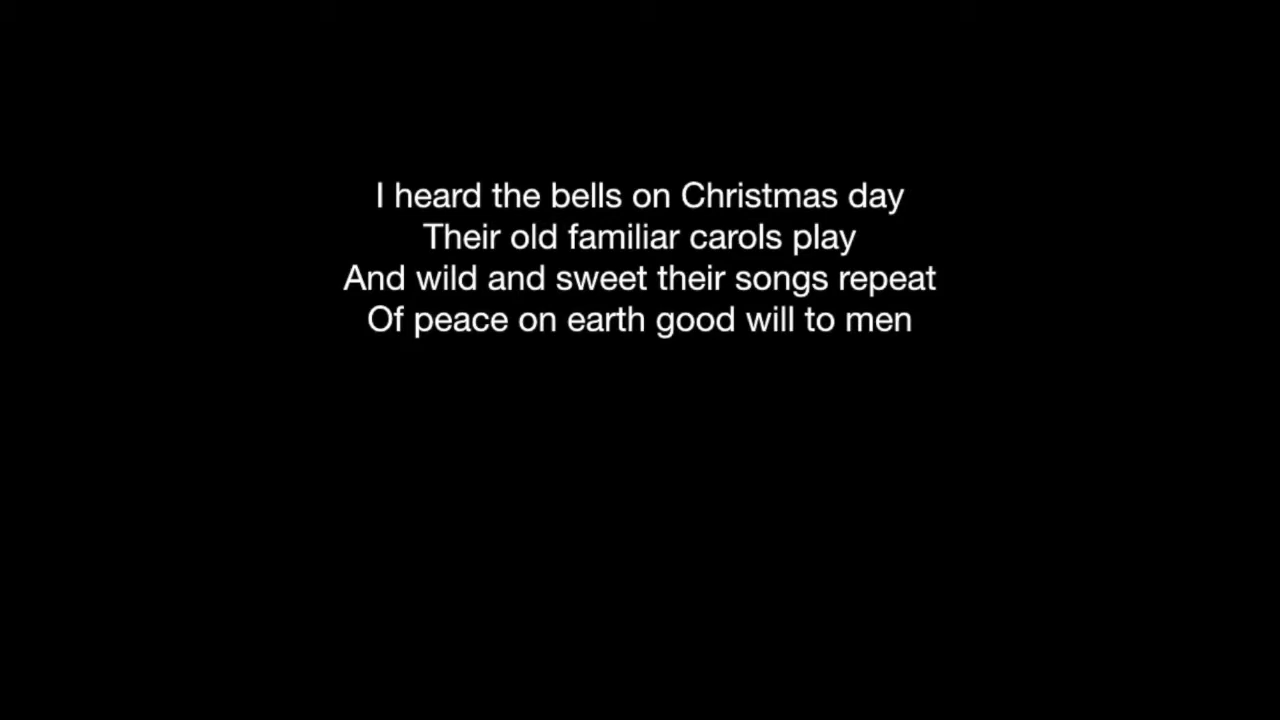 I heard the bells on Christmas day
Their old familiar carols play
And wild and sweet their songs repeat
Of peace on earth good will to men